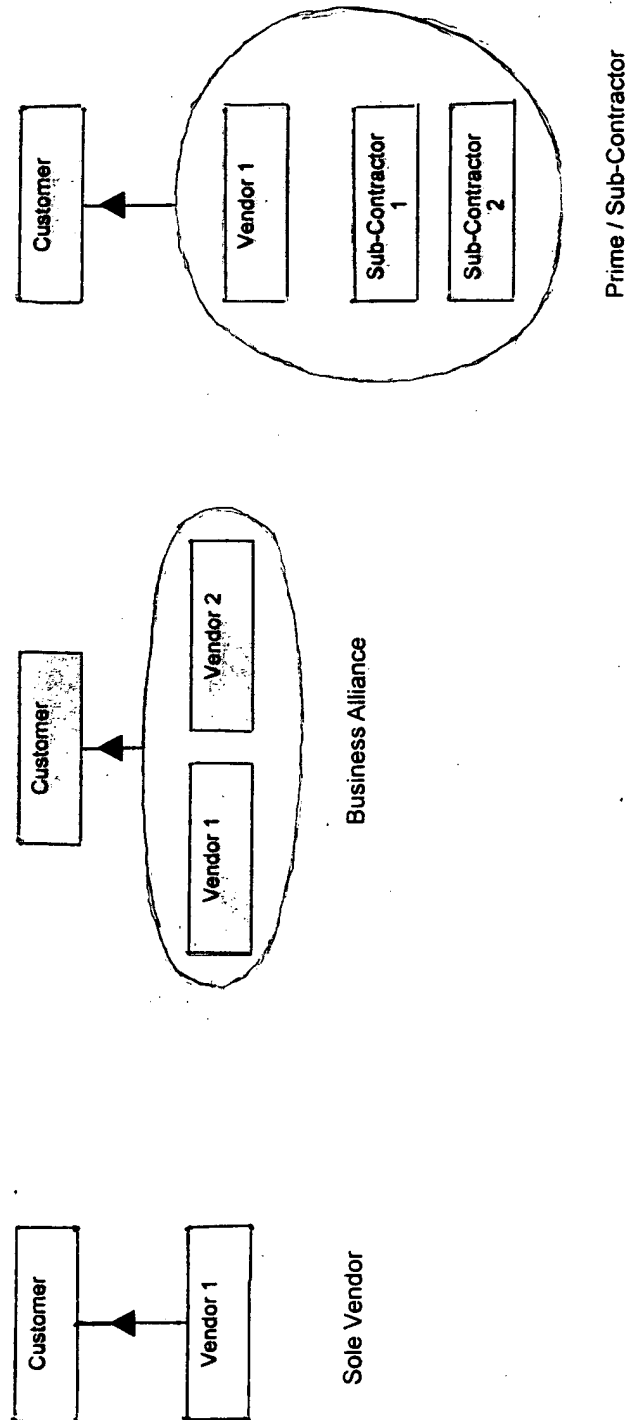 Customer
Vendor 1
Sole Vendor
Customer
Vendor 1
Vendor 2
Business Alliance
Customer
Vendor 1
Sub-Contractor
1
Sub-Contractor
2
Prime / Sub-Contractor